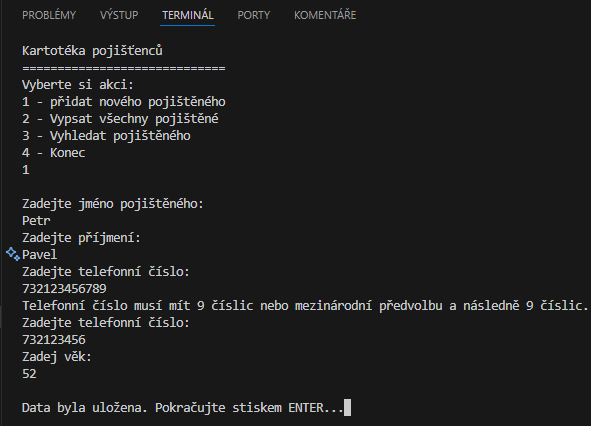 PROBLÉMY VÝSTUP TERMINÁL PORTY KOMENTÁŘE
Kartotéka pojišťenců
=============================
Vyberte si akci:
1 - přidat nového pojištěného
2 - Vypsat všechny pojištěné
3 - Vyhledat pojištěného
4 - Konec
1
Zadejte jméno pojištěného:
Petr
Zadejte příjmení:
Pavel
Zadejte telefonní číslo:
732123456789
Telefonní číslo musí mít 9 číslic nebo mezinárodní předvolbu a následně 9 číslic.
Zadejte telefonní číslo:
732123456
Zadej věk:
52
Data byla uložena. Pokračujte stiskem ENTER...